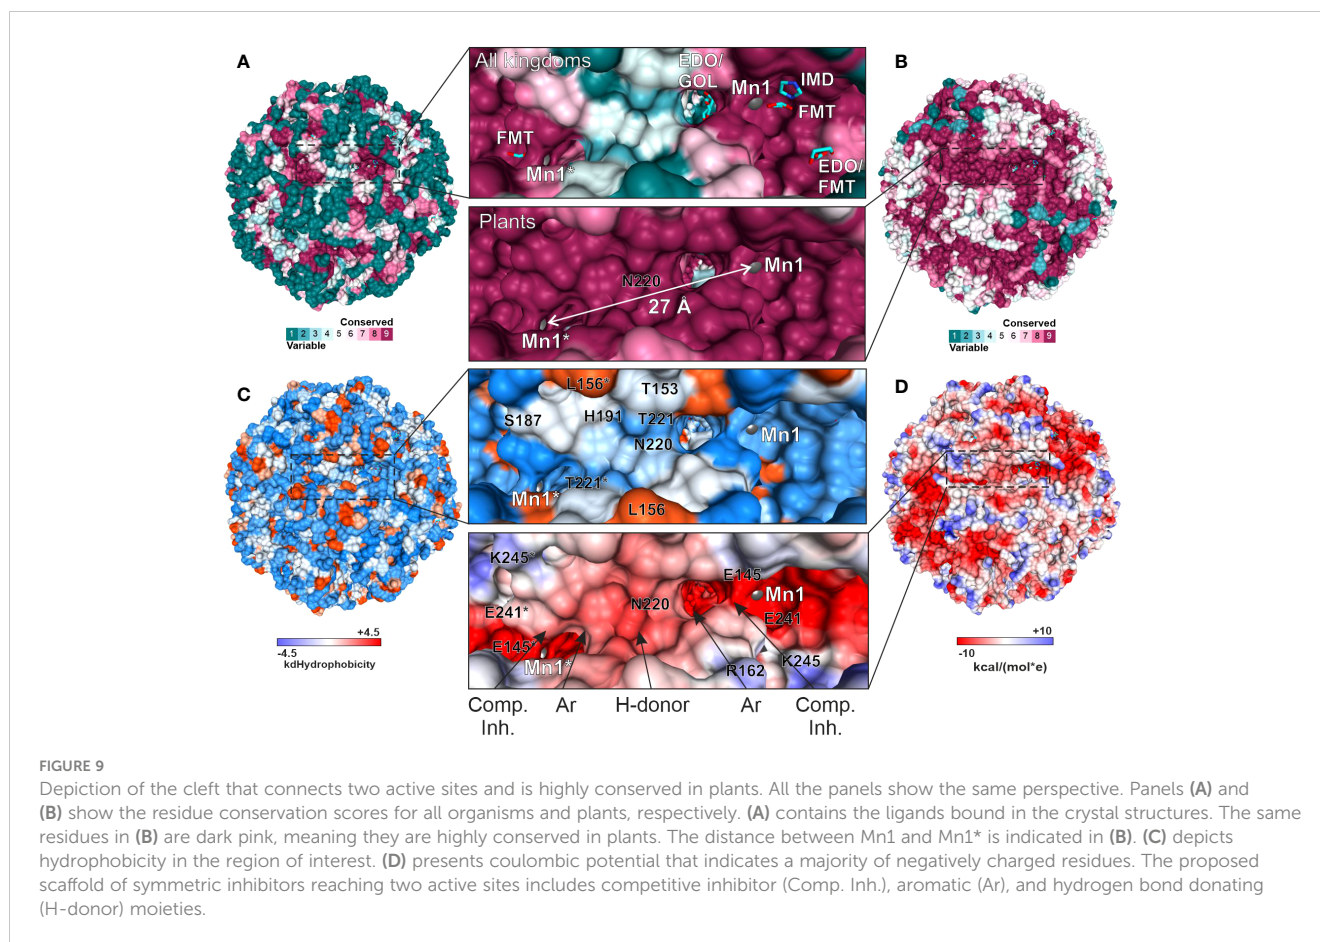 A
All kingdoms
EDO/
GOL
Mn1
IMD
FMT
FMT
Mn1*
EDO/
FMT
B
Plants
Mn1
N220
27 Å
Mn1*
Conserved
1 2 3 4 5 6 7 8 9
Variable
Conserved
1 2 3 4 5 6 7 8 9
Variable
C
L156*
T153
S187
H191
T221
Mn1
N220
T221*
Mn1*
L156
D
K245*
E145
N220
Mn1
E241*
E241
E145*
Mn1*
R162
K245
+4.5
-4.5
kdHydrophobicity
+10
-10
kcal/(mol*e)
Comp.
Inh.
Ar
H-donor
Ar
Comp.
Inh.
FIGURE 9
Depiction of the cleft that connects two active sites and is highly conserved in plants. All the panels show the same perspective. Panels (A) and
(B) show the residue conservation scores for all organisms and plants, respectively. (A) contains the ligands bound in the crystal structures. The same
residues in (B) are dark pink, meaning they are highly conserved in plants. The distance between Mn1 and Mn1* is indicated in (B). (C) depicts
hydrophobicity in the region of interest. (D) presents coulombic potential that indicates a majority of negatively charged residues. The proposed
scaffold of symmetric inhibitors reaching two active sites includes competitive inhibitor (Comp. Inh.), aromatic (Ar), and hydrogen bond donating
(H-donor) moieties.